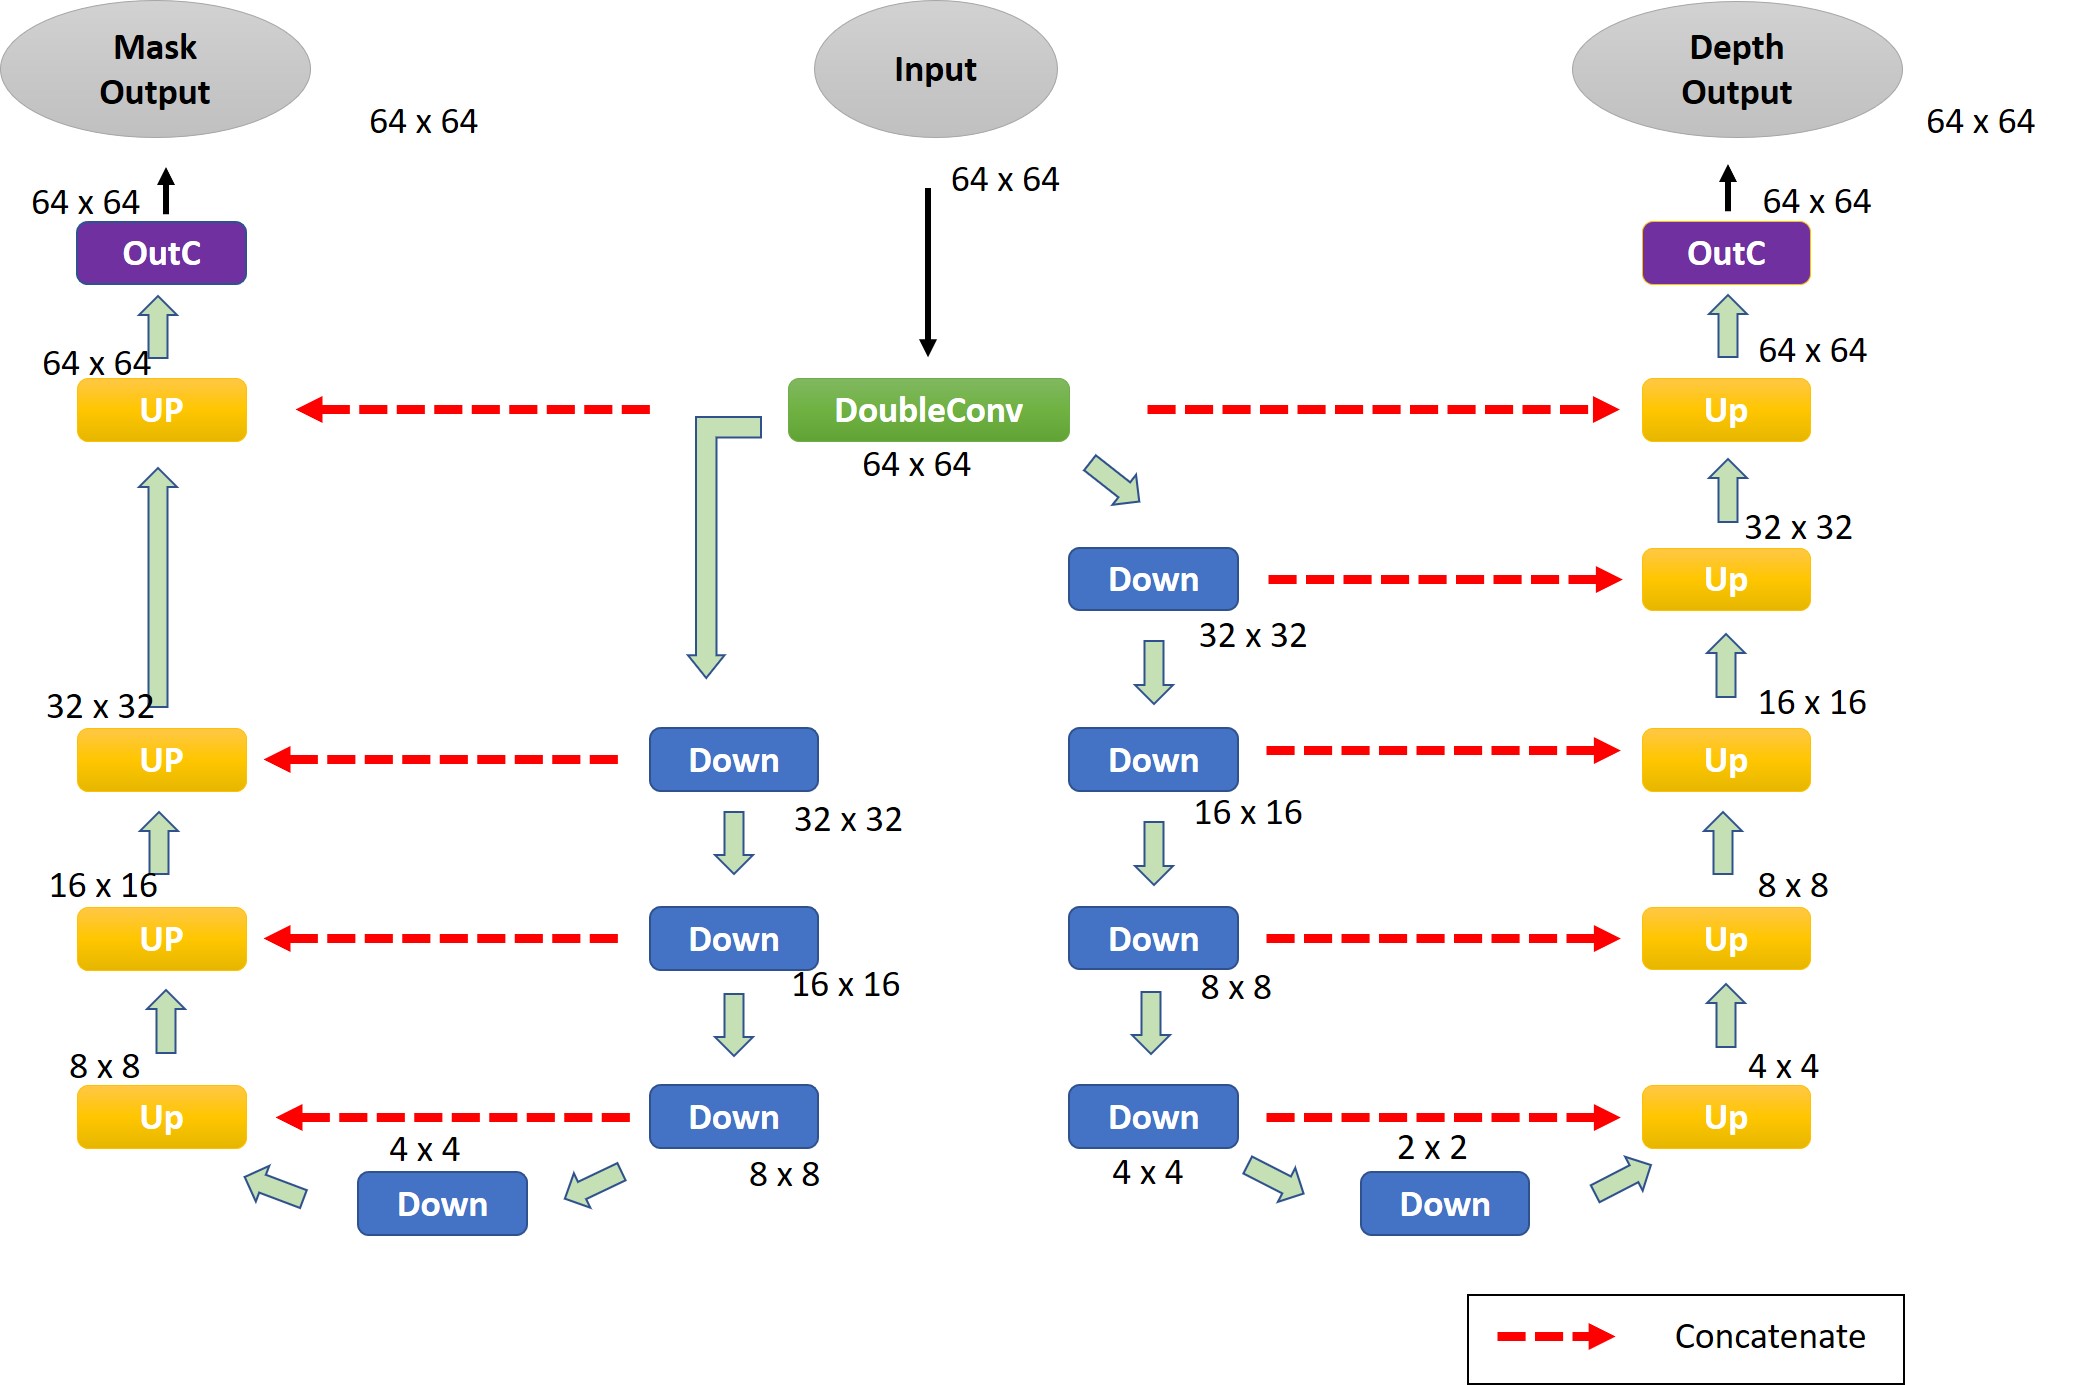 Mask
Output
Input
Depth
Output
64 x 64
64 x 64
64 x 64
64 x 64
64 x 64
OutC
OutC
64 x 64
64 x 64
UP
DoubleConv
Up
64 x 64
32 x 32
Down
Up
32 x 32
32 x 32
16 x 16
UP
Down
Down
Up
32 x 32
16 x 16
16 x 16
8 x 8
UP
Down
Down
Up
16 x 16
8 x 8
8 x 8
4 x 4
Up
Down
Down
Up
4 x 4
8 x 8
4 x 4
2 x 2
Down
Down
Concatenate